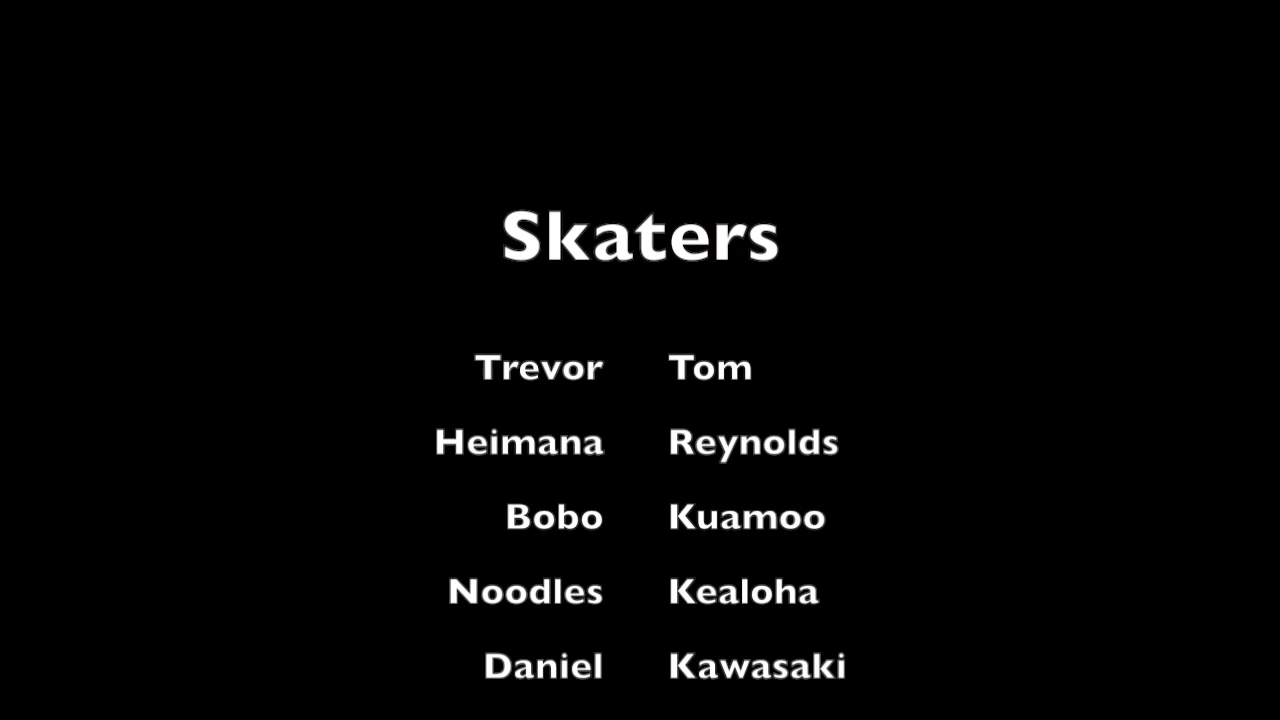 Skaters
Trevor Tom
Heimana Reynolds
Bobo Kuamoo
Noodles Kealoha
Daniel Kawasaki